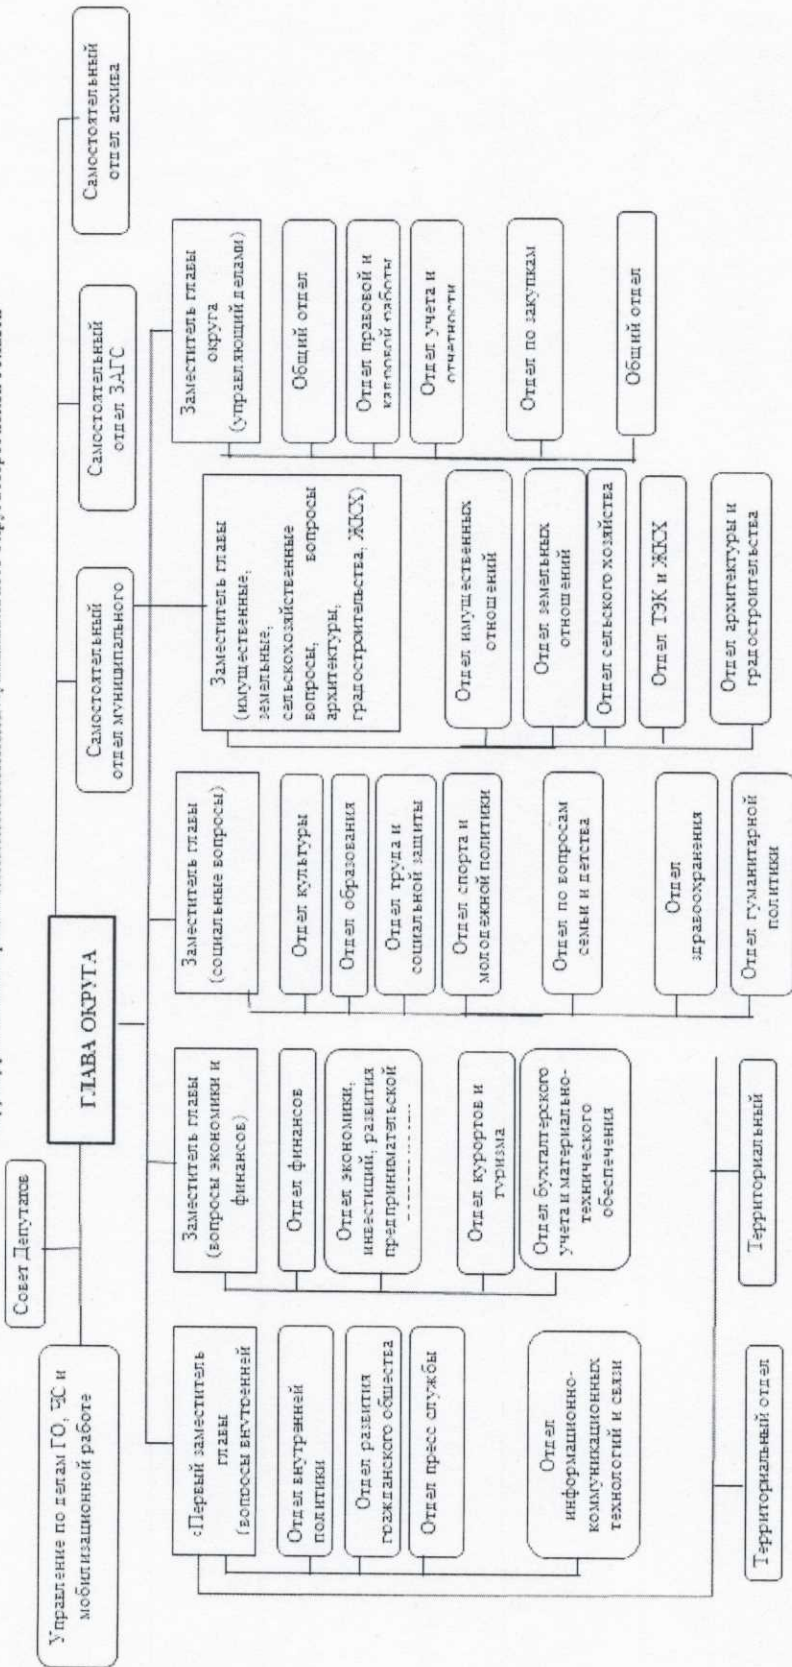 Совет Депутатов
Управление по делам ГО, ЧС и
мобилизационной работе
ГЛАВА ОКРУГА
Самостоятельный
отдел муниципального
Самостоятельный
отдел ЗАГС
Самостоятельный
отдел архива
«Первый заместитель
главы
(вопросы внутренней
Отдел внутренней
политики
Отдел развития
гражданского общества
Отдел пресс службы
Отдел
информационно-
коммуникационных
технологий и связи
Заместитель главы
(вопросы экономики и
финансов)
Отдел финансов
Отдел экономики,
инвестиций, развития
предпринимательской
Отдел курортов и
туризма
Отдел бухгалтерского
учета и материально-
технического
обеспечения
Заместитель главы
(социальные вопросы)
Отдел культуры
Отдел образования
Отдел труда и
социальной защиты
Отдел спорта и
молодежной политики
Отдел по вопросам
семьи и детства
Отдел
здравоохранения
Отдел гуманитарной
политики
Заместитель главы
(имущественные,
земельные,
сельскохозяйственные
вопросы, вопросы
архитектуры,
градостроительства, ЖКХ)
Отдел имущественных
отношений
Отдел земельных
отношений
Отдел сельского хозяйства
Отдел ТЭК и ЖКХ
Отдел архитектуры и
градостроительства
Заместитель главы
округа
(управляющий делами)
Общий отдел
Отдел правовой и
кадровой работы
Отдел учета и
отчетности
Отдел по закупкам
Общий отдел
Территориальный отдел
Территориальный